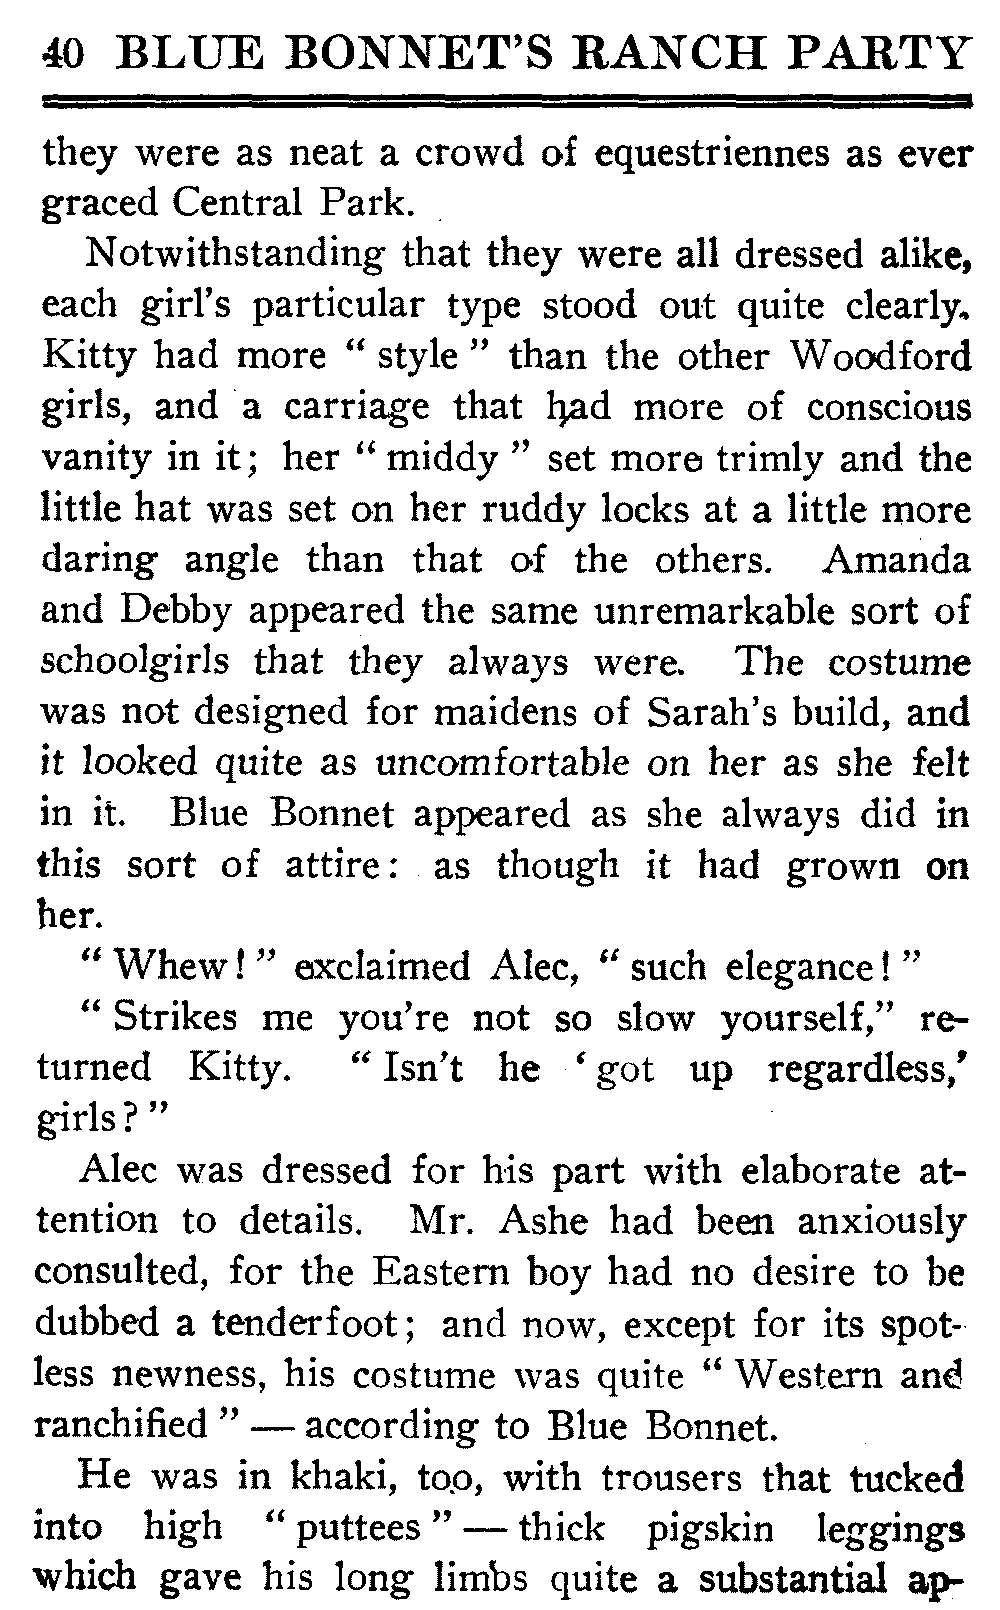 40 BLUE BONNET'S RANCH PARTY
they were as neat a crowd of equestriennes as ever
graced Central Park.
Notwithstanding that they were all dressed alike,
each girl's particular type stood out quite clearly.
Kitty had more " style " than the other Woodford
girls, and a carriage that had more of conscious
vanity in it; her " middy " set more trimly and the
little hat was set on her ruddy locks at a little more
daring angle than that of the others. Amanda
and Debby appeared the same unremarkable sort of
schoolgirls that they always were. The costume
was not designed for maidens of Sarah's build, and
it looked quite as uncomfortable on her as she felt
in it. Blue Bonnet appeared as she always did in
this sort of attire: as though it had grown on
her.
" Whew! " exclaimed Alec, " such elegance! "
" Strikes me you're not so slow yourself," re-
turned Kitty. " Isn't he ' got up regardless,'
girls? "
Alec was dressed for his part with elaborate at-
tention to details. Mr. Ashe had been anxiously
consulted, for the Eastern boy had no desire to be
dubbed a tenderfoot; and now, except for its spot-
less newness, his costume was quite " Western and
ranchified " — according to Blue Bonnet.
He was in khaki, too, with trousers that tucked
into high " puttees " — thick pigskin leggings
which gave his long limbs quite a substantial ap-